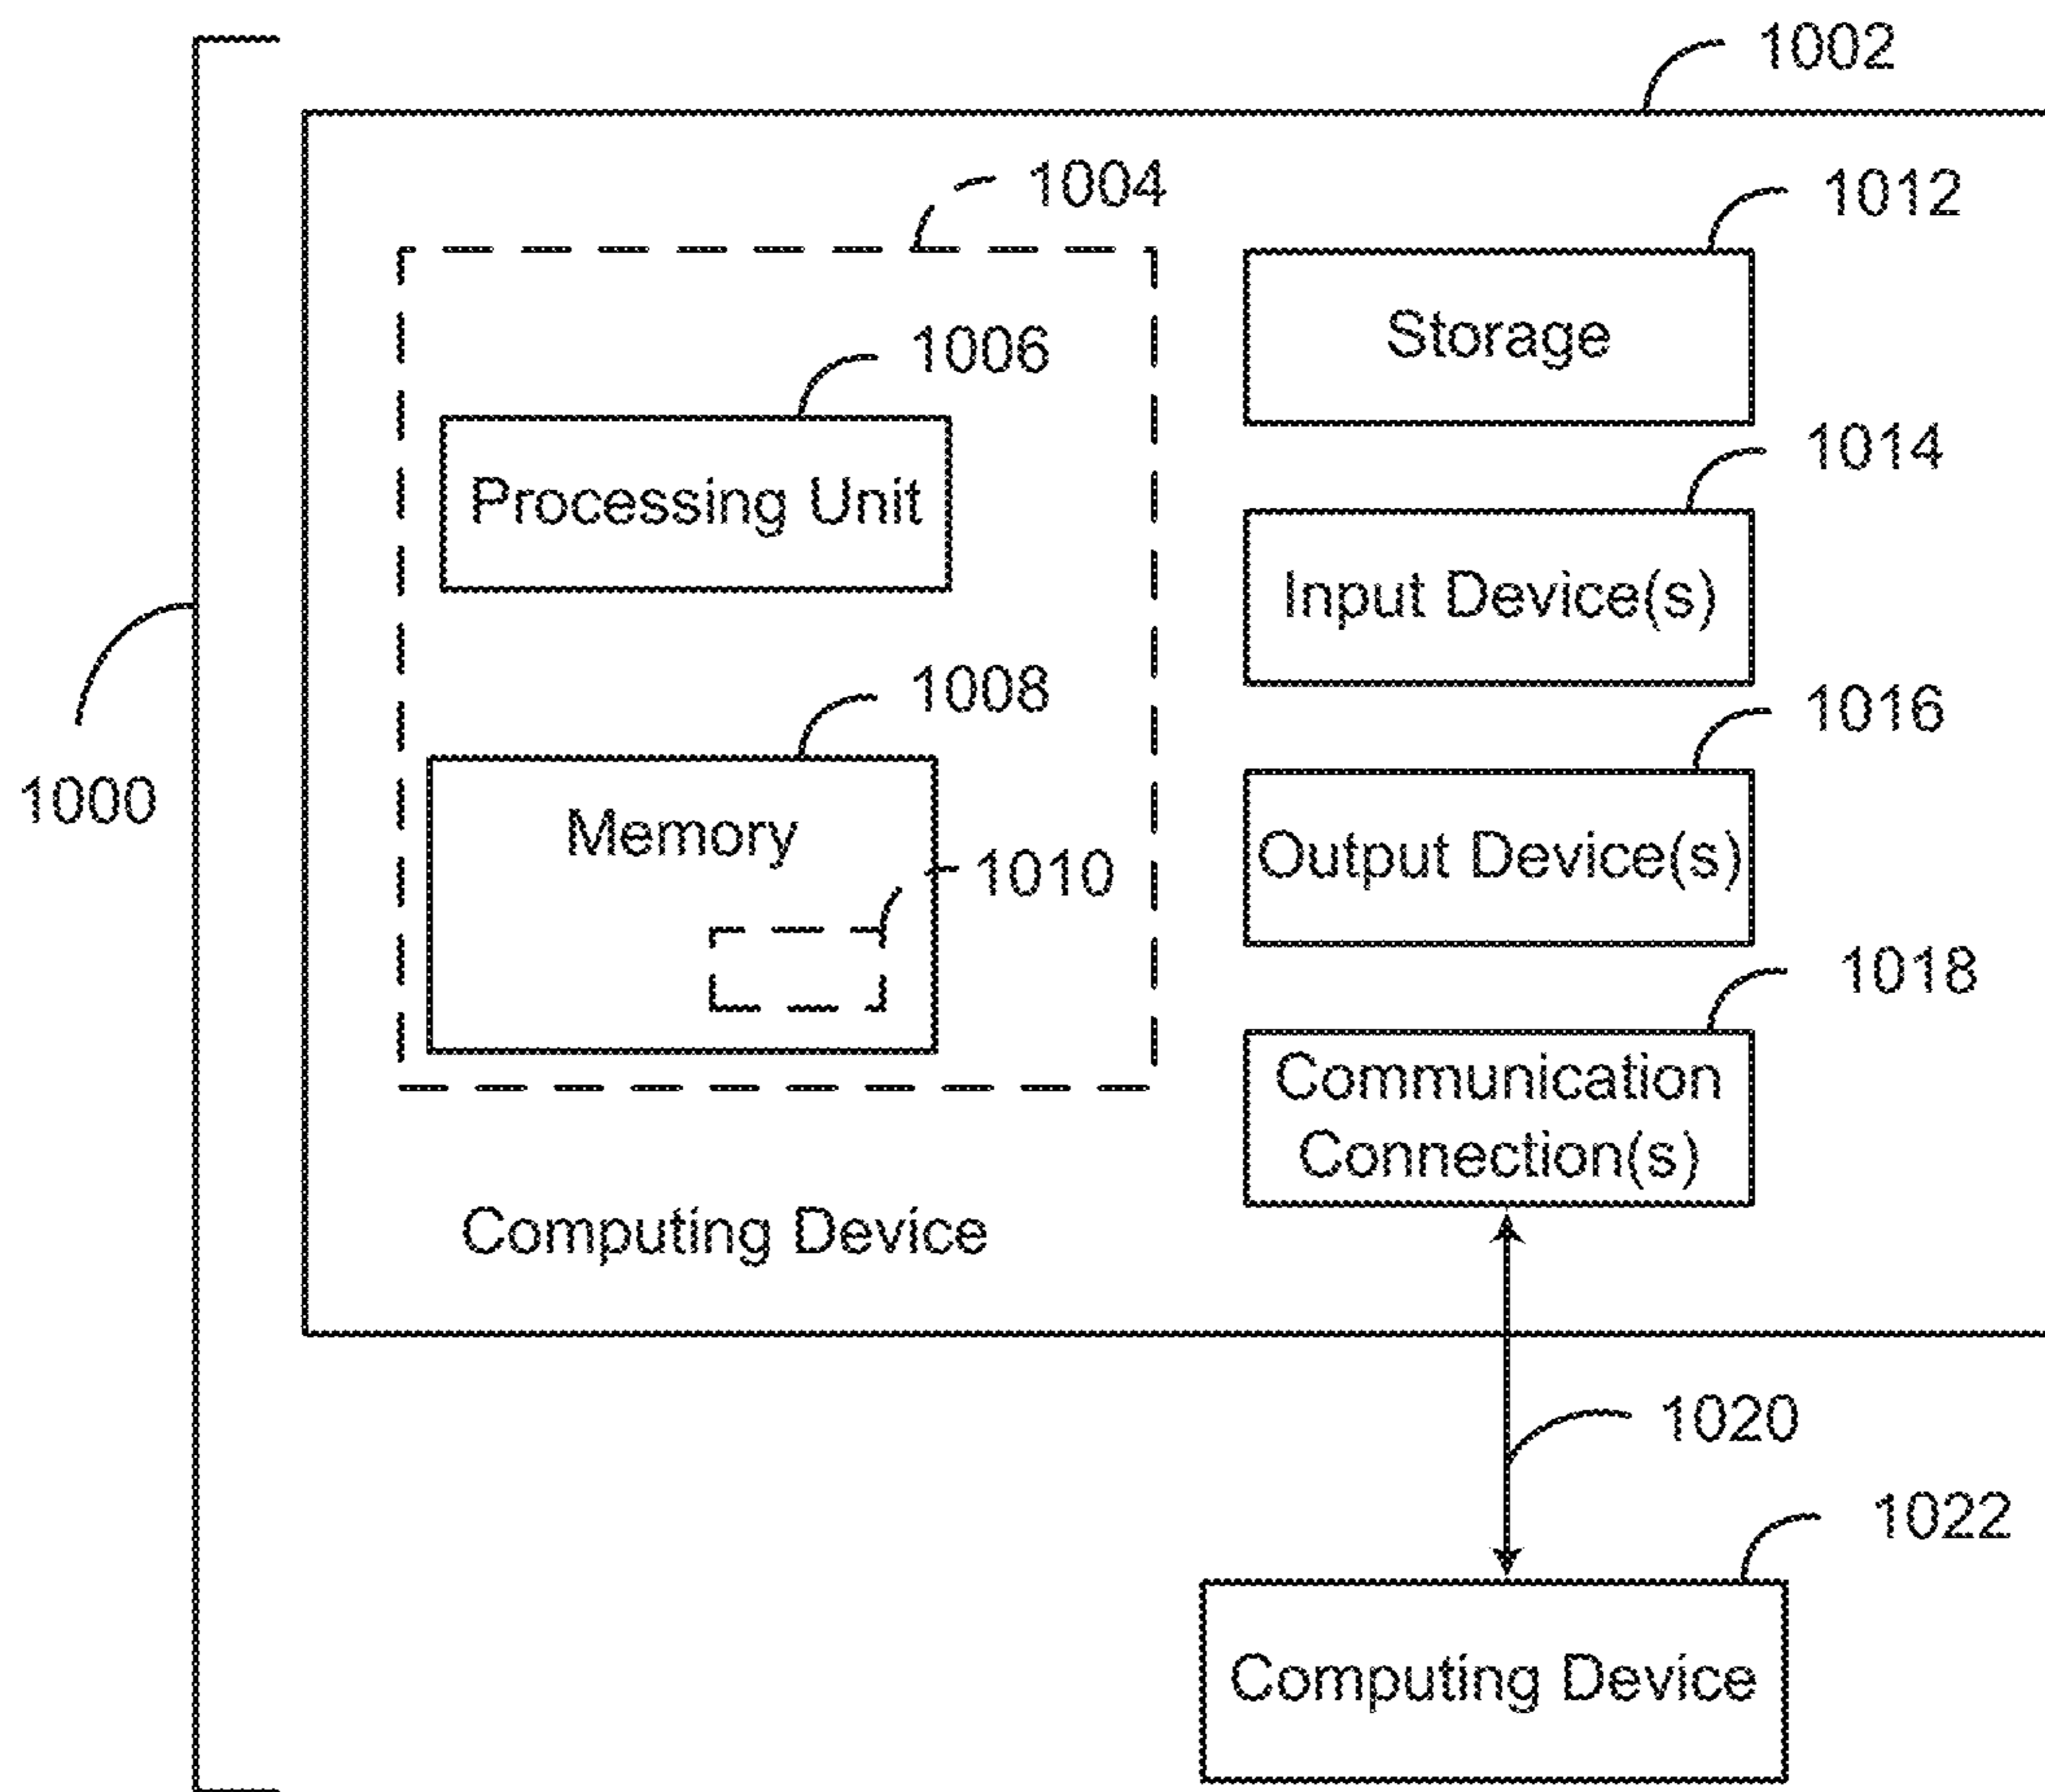 1002
1004
1012
Storage
1006
Processing Unit
1014
Input Device(s)
1008
1016
1000
Memory
1010
Output Device(s)
1018
Communication
Connection(s)
Computing Device
1020
1022
Computing Device